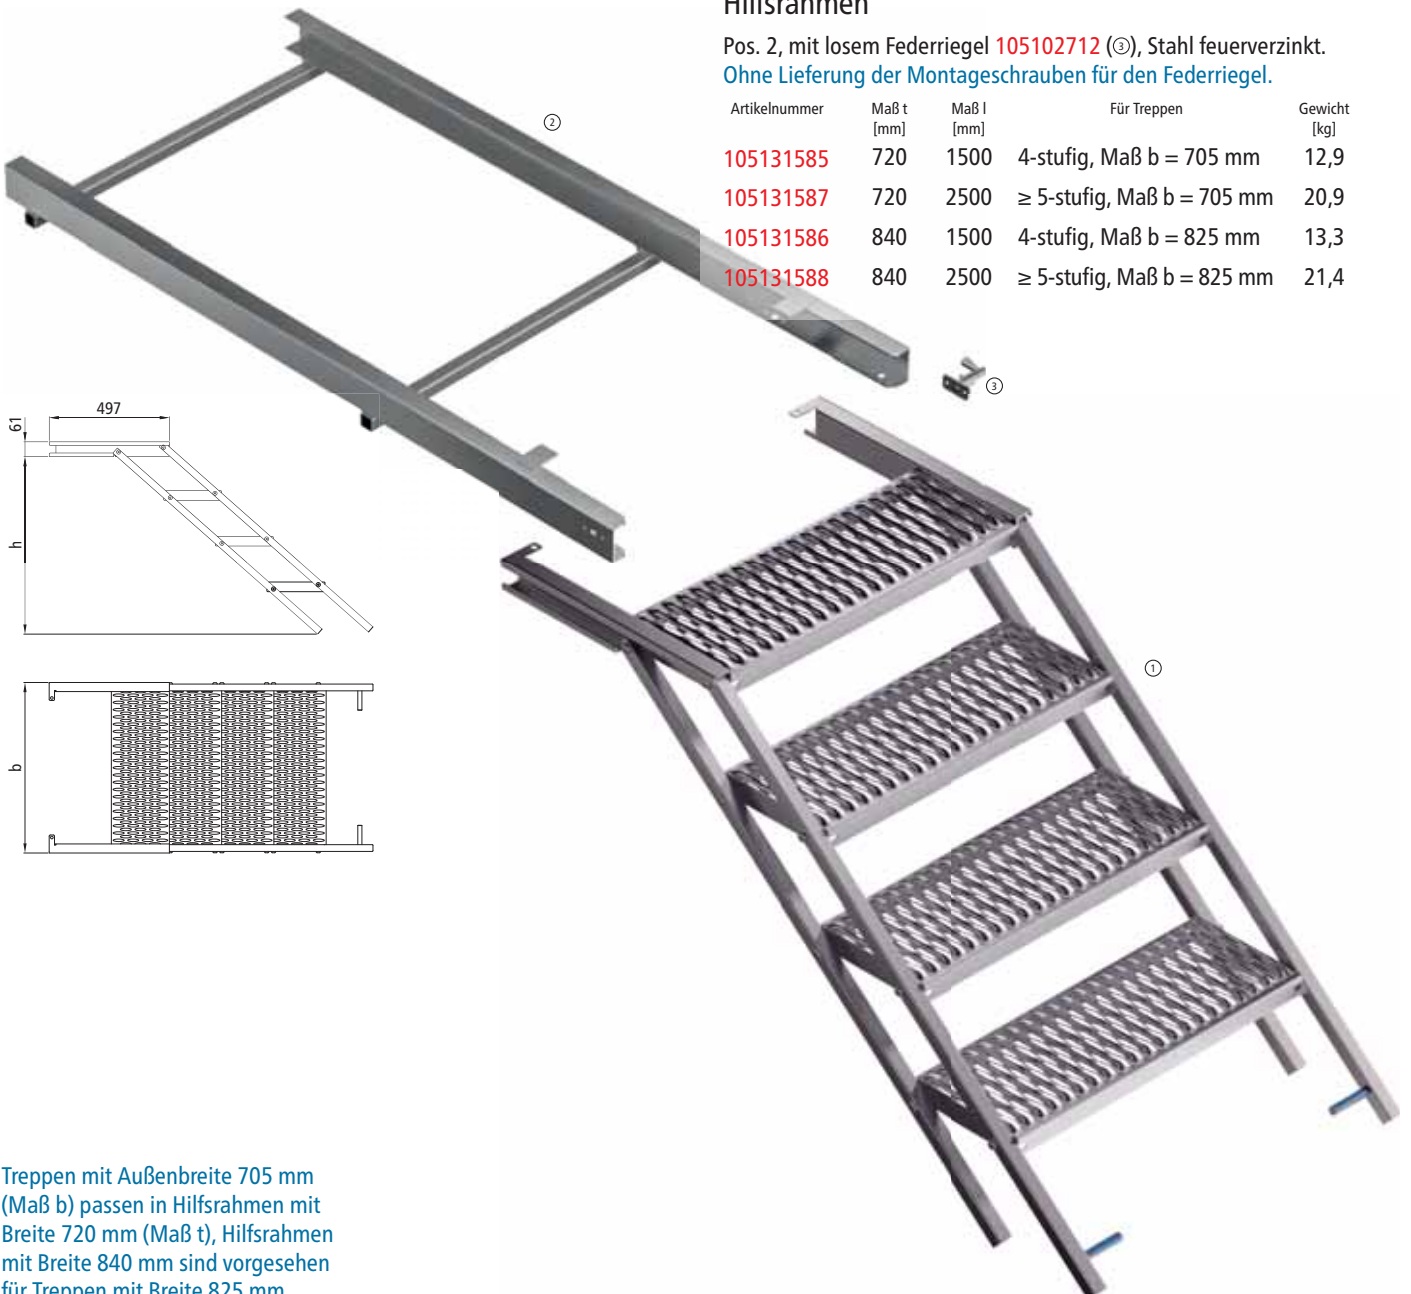 Hilfsrahmen
Pos. 2, mit losem Federriegel 105102712 (③), Stahl feuerverzinkt.
Ohne Lieferung der Montageschrauben für den Federriegel.
Artikelnummer Maß t [mm] Maß l [mm] Für Treppen Gewicht [kg]
105131585 720 1500 4-stufig, Maß b = 705 mm 12,9
105131587 720 2500 ≥ 5-stufig, Maß b = 705 mm 20,9
105131586 840 1500 4-stufig, Maß b = 825 mm 13,3
105131588 840 2500 ≥ 5-stufig, Maß b = 825 mm 21,4
②
③
①
497
61
h
b
Treppen mit Außenbreite 705 mm
(Maß b) passen in Hilfsrahmen mit
Breite 720 mm (Maß t), Hilfsrahmen
mit Breite 840 mm sind vorgesehen
für Treppen mit Breite 825 mm